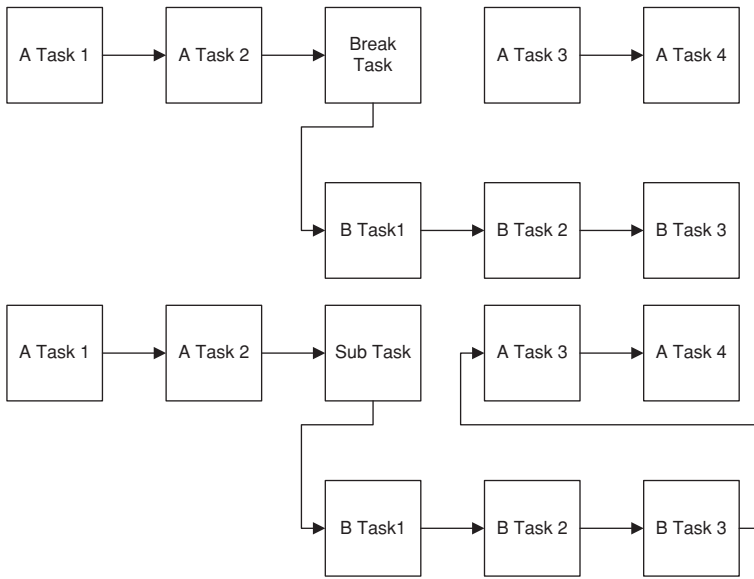 A Task 1
A Task 2
Break
Task
A Task 3
A Task 4
B Task1
B Task 2
B Task 3
A Task 1
A Task 2
Sub Task
A Task 3
A Task 4
B Task1
B Task 2
B Task 3